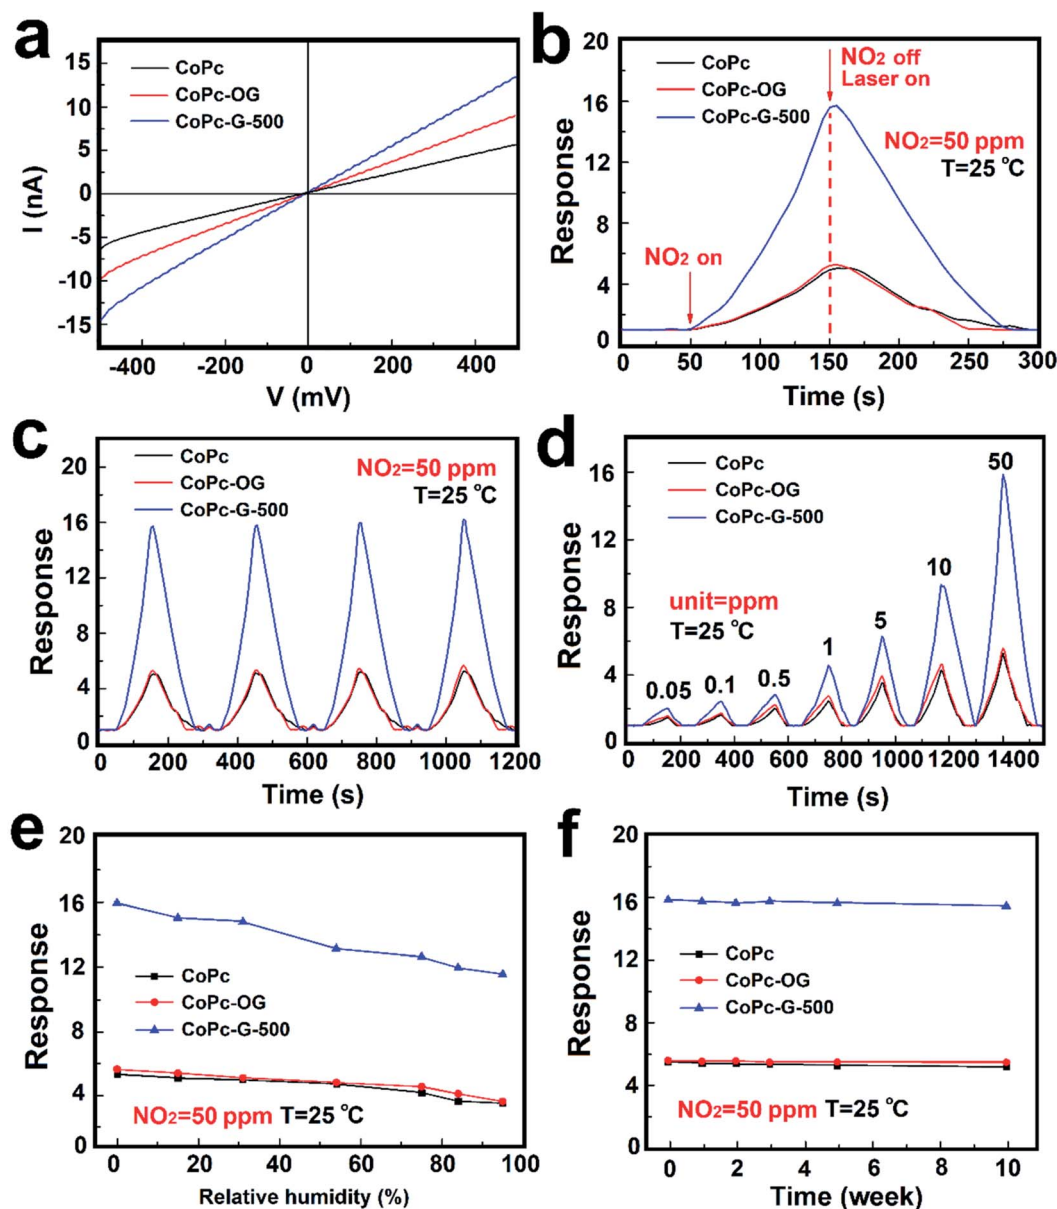 a
15
10
5
0
-5
-10
-15
I (nA)
CoPc
CoPc-OG
CoPc-G-500
-400 -200 0 200 400
V (mV)
b
20
16
12
8
4
0
Response
CoPc
CoPc-OG
CoPc-G-500
NO2 off
Laser on
NO2=50 ppm
T=25 °C
NO2 on
0 50 100 150 200 250 300
Time (s)
c
20
16
12
8
4
0
Response
CoPc
CoPc-OG
CoPc-G-500
NO2=50 ppm
T=25 °C
0 200 400 600 800 1000 1200
Time (s)
d
16
12
8
4
0
Response
CoPc
CoPc-OG
CoPc-G-500
unit=ppm
T=25 °C
0.05 0.1 0.5 1 5 10 50
0 200 400 600 800 1000 1200 1400
Time (s)
e
20
16
12
8
4
0
Response
CoPc
CoPc-OG
CoPc-G-500
NO2=50 ppm T=25 °C
0 20 40 60 80 100
Relative humidity (%)
f
20
16
12
8
4
0
Response
CoPc
CoPc-OG
CoPc-G-500
NO2=50 ppm T=25 °C
0 2 4 6 8 10
Time (week)